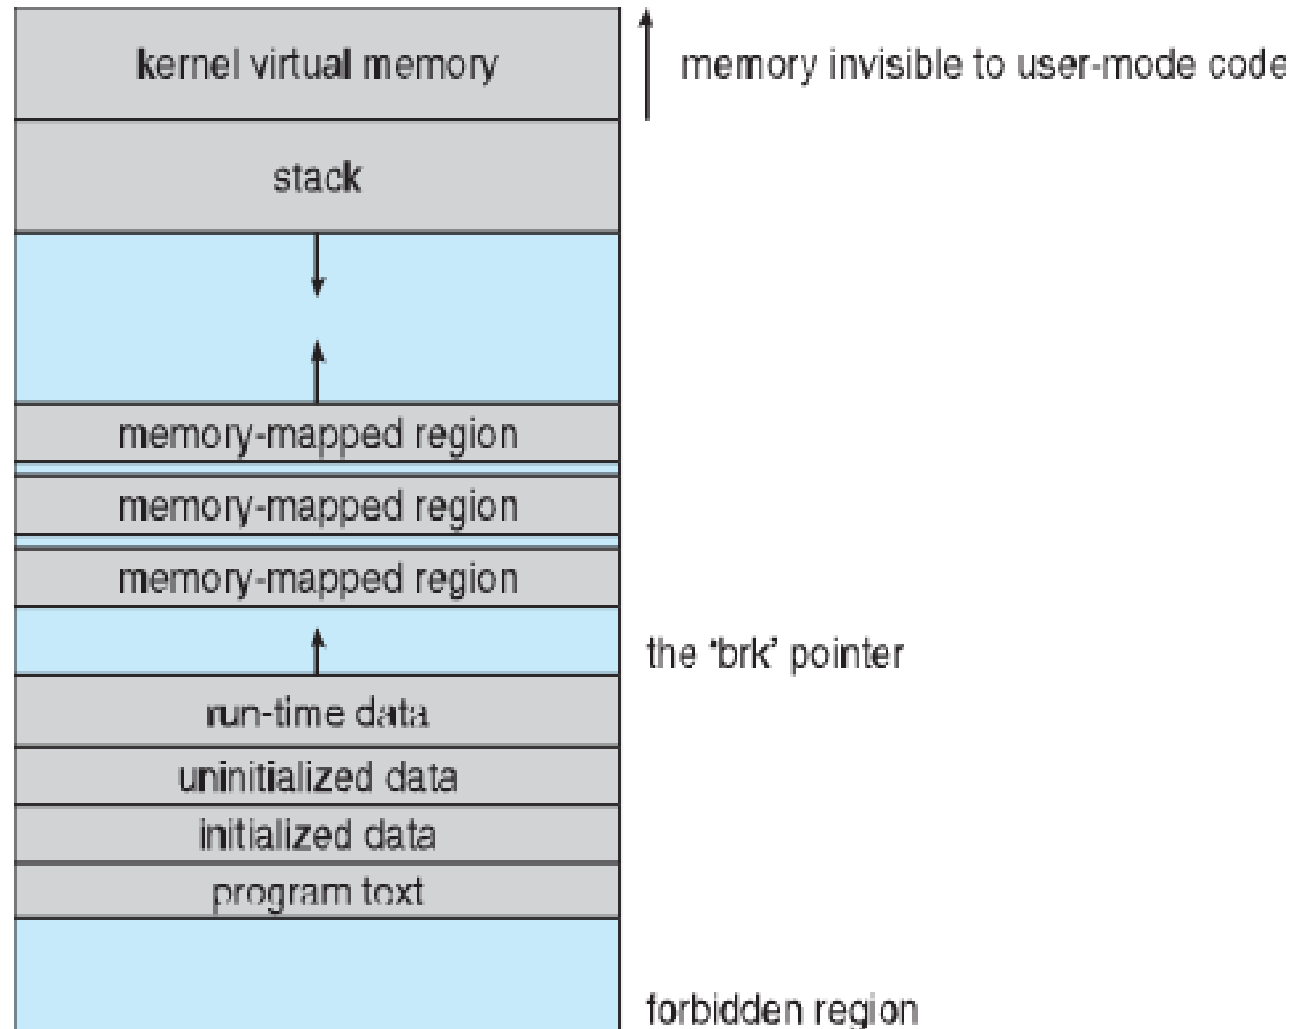 kernel virtual memory
memory invisible to user-mode code
stack
memory-mapped region
memory-mapped region
memory-mapped region
the 'brk' pointer
run-time data
uninitialized data
initialized data
program text
forbidden region